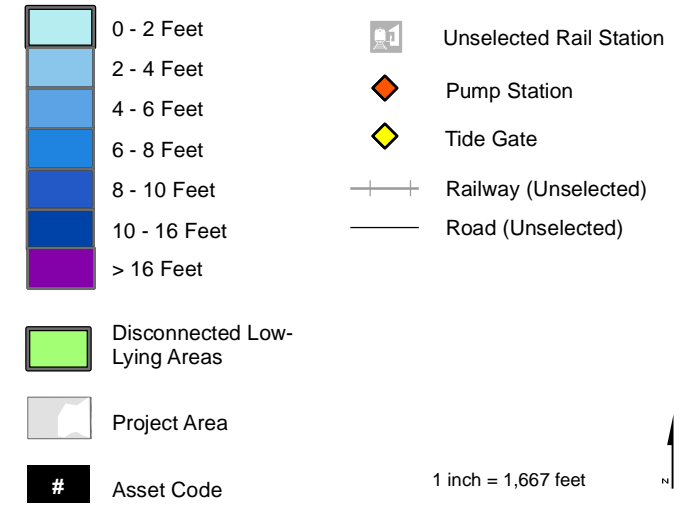 0 - 2 Feet
2 - 4 Feet
4 - 6 Feet
6 - 8 Feet
8 - 10 Feet
10 - 16 Feet
> 16 Feet
Disconnected Low-
Lying Areas
Project Area
# Asset Code
Unselected Rail Station
Pump Station
Tide Gate
Railway (Unselected)
Road (Unselected)
1 inch = 1,667 feet
N